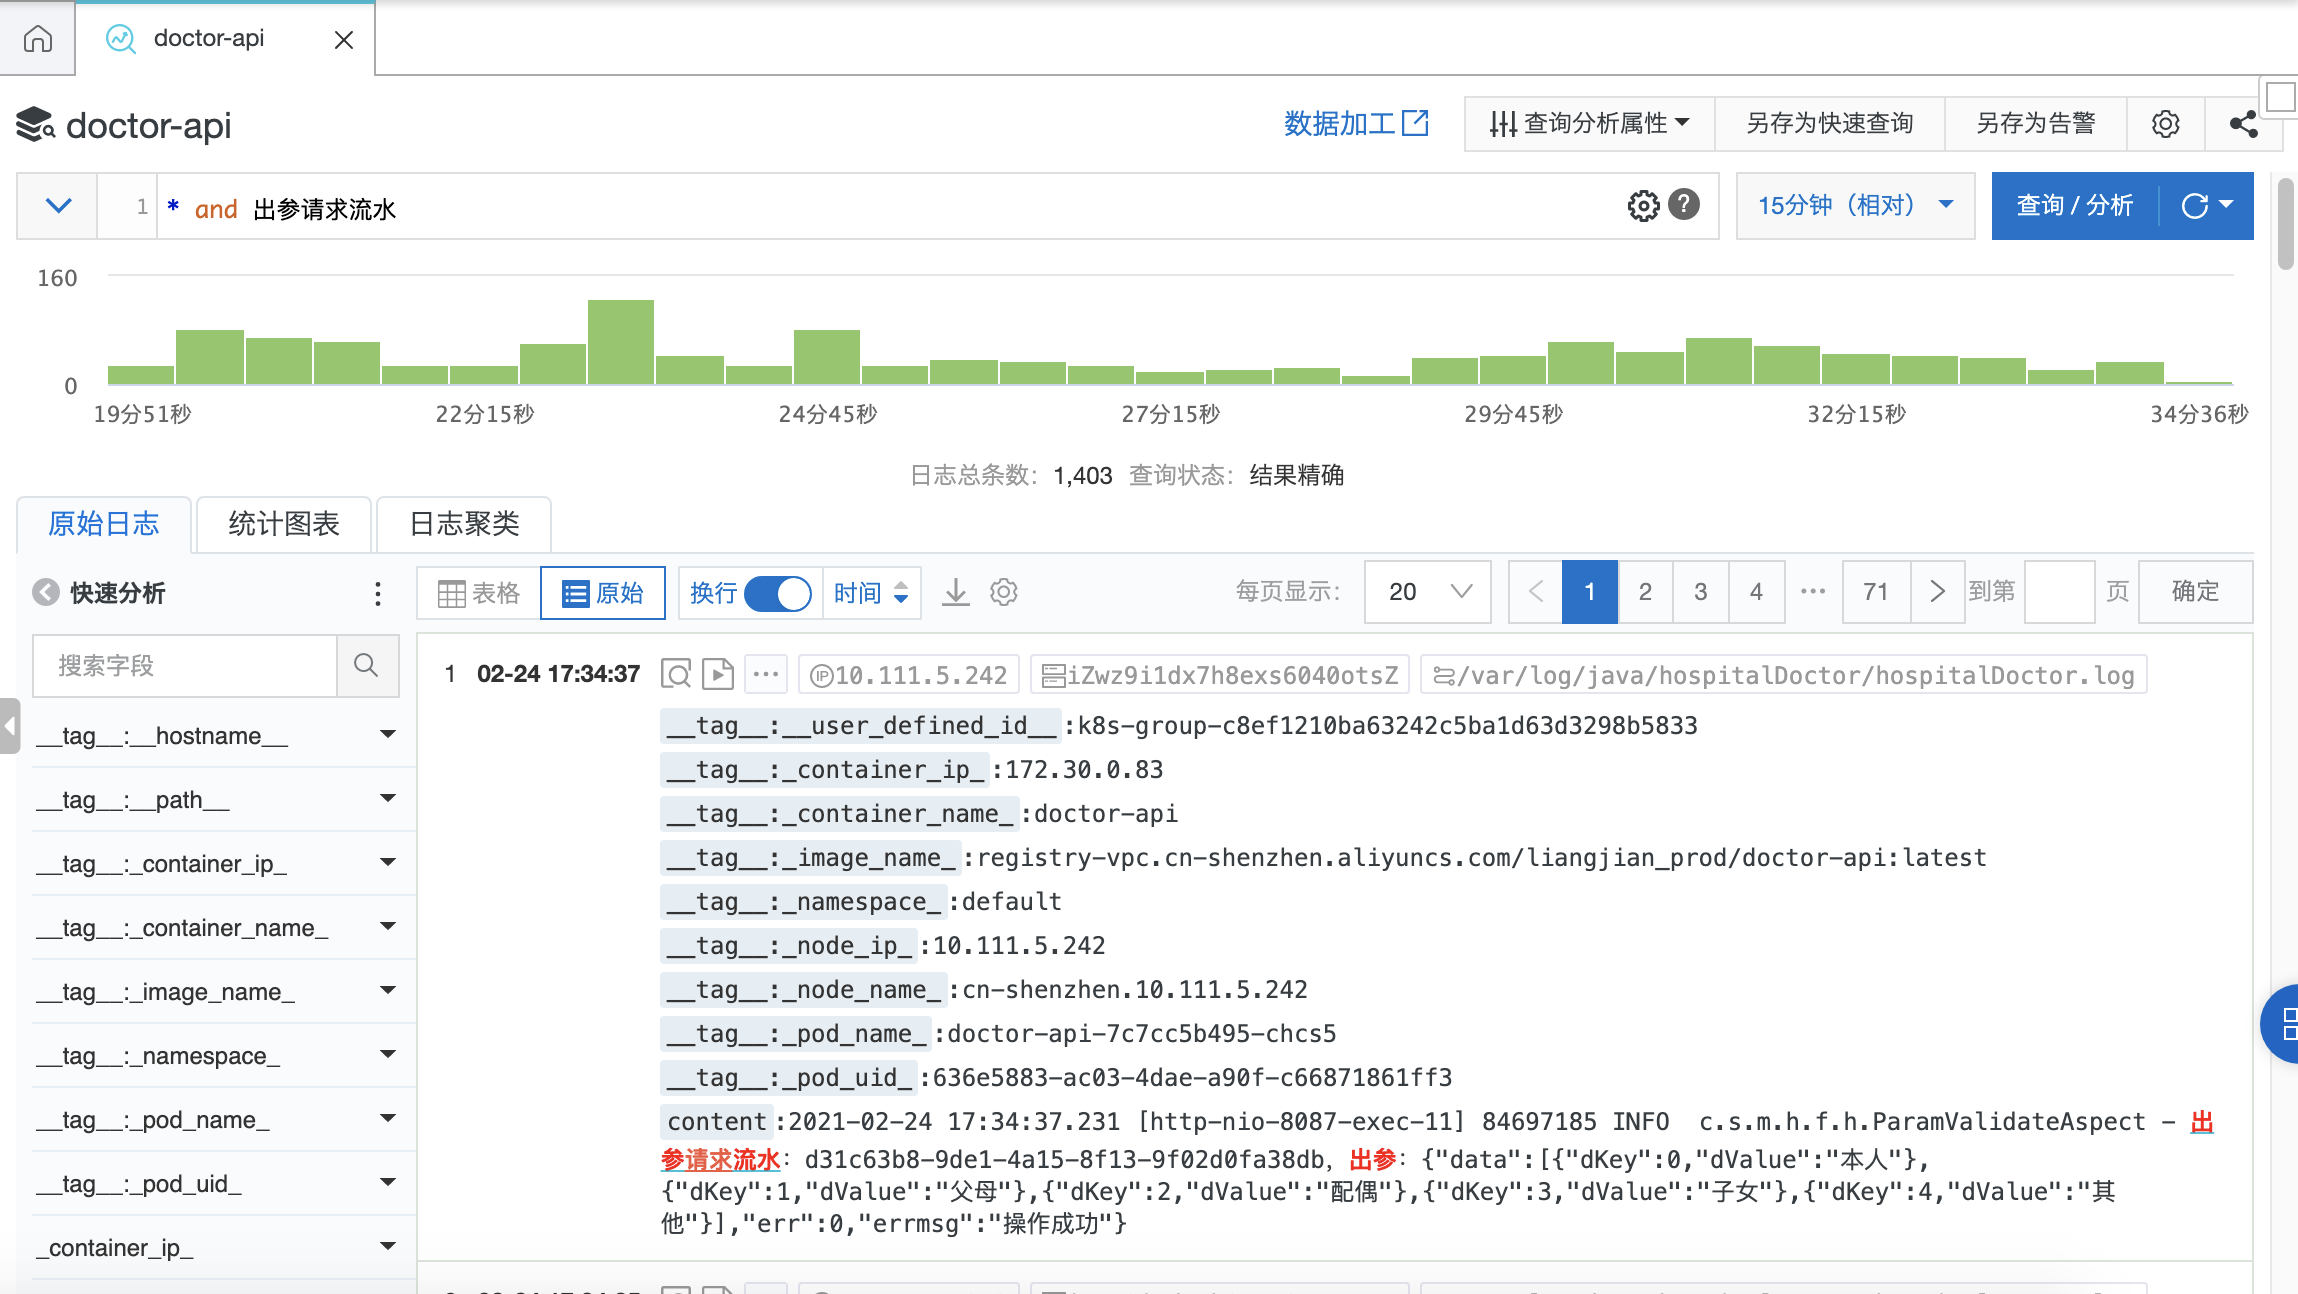 doctor-api
doctor-api
数据加工
查询分析属性
另存为快速查询
另存为告警
1
* and 出参请求流水
15分钟（相对）
查询 / 分析
160
0
19分51秒
22分15秒
24分45秒
27分15秒
29分45秒
32分15秒
34分36秒
日志总条数： 1,403 查询状态： 结果精确
原始日志
统计图表
日志聚类
快速分析
表格
原始
换行
时间
每页显示：
20
1
2
3
4
···
71
到第
页
确定
搜索字段
__tag__:__hostname__
__tag__:__path__
__tag__:_container_ip_
__tag__:_container_name_
__tag__:_image_name_
__tag__:_namespace_
__tag__:_pod_name_
__tag__:_pod_uid_
_container_ip_
1 02-24 17:34:37 ··· IP 10.111.5.242 iZwz9i1dx7h8exs6040otsZ /var/log/java/hospitalDoctor/hospitalDoctor.log
__tag__:__user_defined_id__ :k8s-group-c8ef1210ba63242c5ba1d63d3298b5833
__tag__:_container_ip_ :172.30.0.83
__tag__:_container_name_ :doctor-api
__tag__:_image_name_ :registry-vpc.cn-shenzhen.aliyuncs.com/liangjian_prod/doctor-api:latest
__tag__:_namespace_ :default
__tag__:_node_ip_ :10.111.5.242
__tag__:_node_name_ :cn-shenzhen.10.111.5.242
__tag__:_pod_name_ :doctor-api-7c7cc5b495-chcs5
__tag__:_pod_uid_ :636e5883-ac03-4dae-a90f-c66871861ff3
content :2021-02-24 17:34:37.231 [http-nio-8087-exec-11] 84697185 INFO  c.s.m.h.f.h.ParamValidateAspect - 出
参请求流水：d31c63b8-9de1-4a15-8f13-9f02d0fa38db，出参：{"data":[{"dKey":0,"dValue":"本人"},
{"dKey":1,"dValue":"父母"},{"dKey":2,"dValue":"配偶"},{"dKey":3,"dValue":"子女"},{"dKey":4,"dValue":"其
他"}],"err":0,"errmsg":"操作成功"}